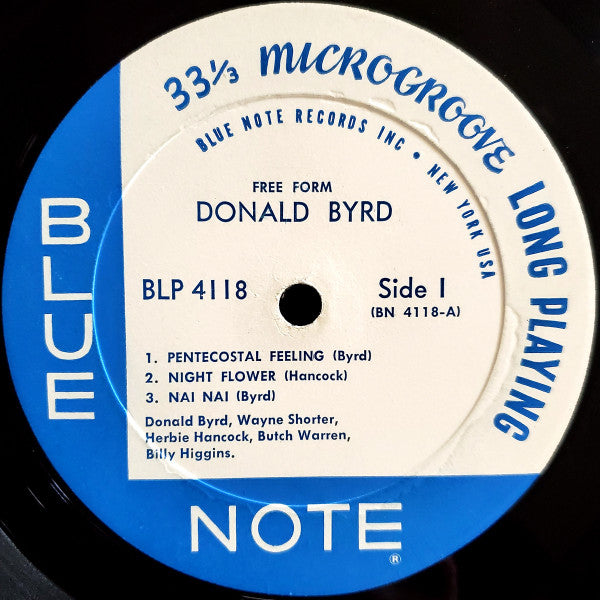 33⅓ MICROGROOVE LONG PLAYING
BLUE NOTE RECORDS INC • NEW YORK USA
FREE FORM
DONALD BYRD
BLP 4118
Side 1
(BN 4118-A)
1. PENTECOSTAL FEELING (Byrd)
2. NIGHT FLOWER (Hancock)
3. NAI NAI (Byrd)
Donald Byrd, Wayne Shorter,
Herbie Hancock, Butch Warren,
Billy Higgins.
BLUE
NOTE®